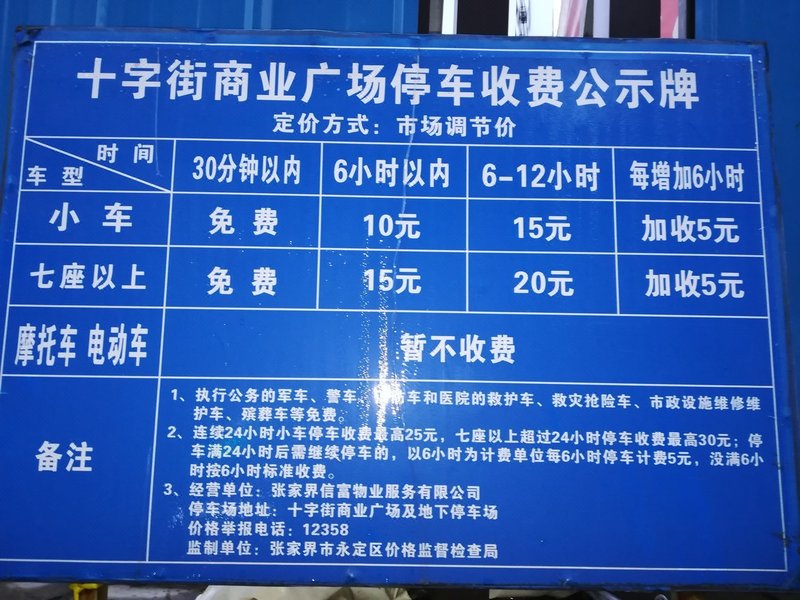 十字街商业广场停车收费公示牌
定价方式：市场调节价
时间
车型
30分钟以内 6小时以内 6-12小时 每增加6小时
小车 免费 10元 15元 加收5元
七座以上 免费 15元 20元 加收5元
摩托车 电动车 暂不收费
备注
1、执行公务的军车、警车、防车和医院的救护车、救灾抢险车、市政设施维修维
护车、殡葬车等免费。
2、连续24小时小车停车收费最高25元，七座以上超过24小时停车收费最高30元；停
车满24小时后需继续停车的，以6小时为计费单位每6小时停车计费5元，没满6小
时按6小时标准收费。
3、经营单位：张家界信富物业服务有限公司
停车场地址：十字街商业广场及地下停车场
价格举报电话：12358
监制单位：张家界市永定区价格监督检查局